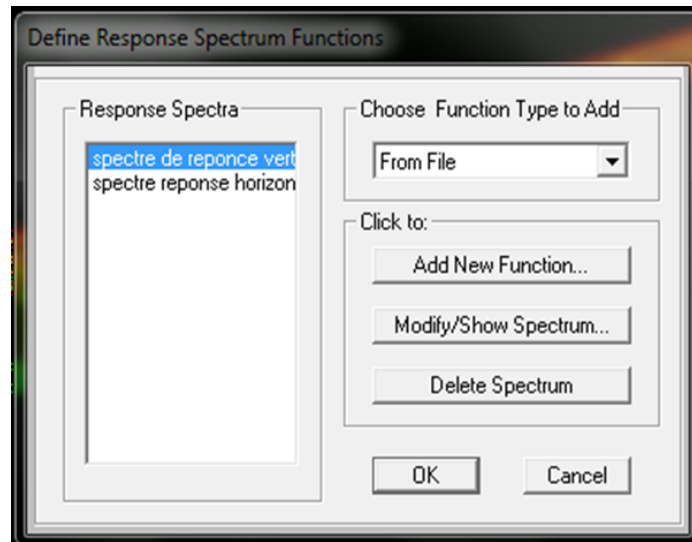 Define Response Spectrum Functions
Response Spectra
spectre de reponce vert
spectre reponse horizon
Choose Function Type to Add
From File
Click to:
Add New Function...
Modify/Show Spectrum...
Delete Spectrum
OK
Cancel